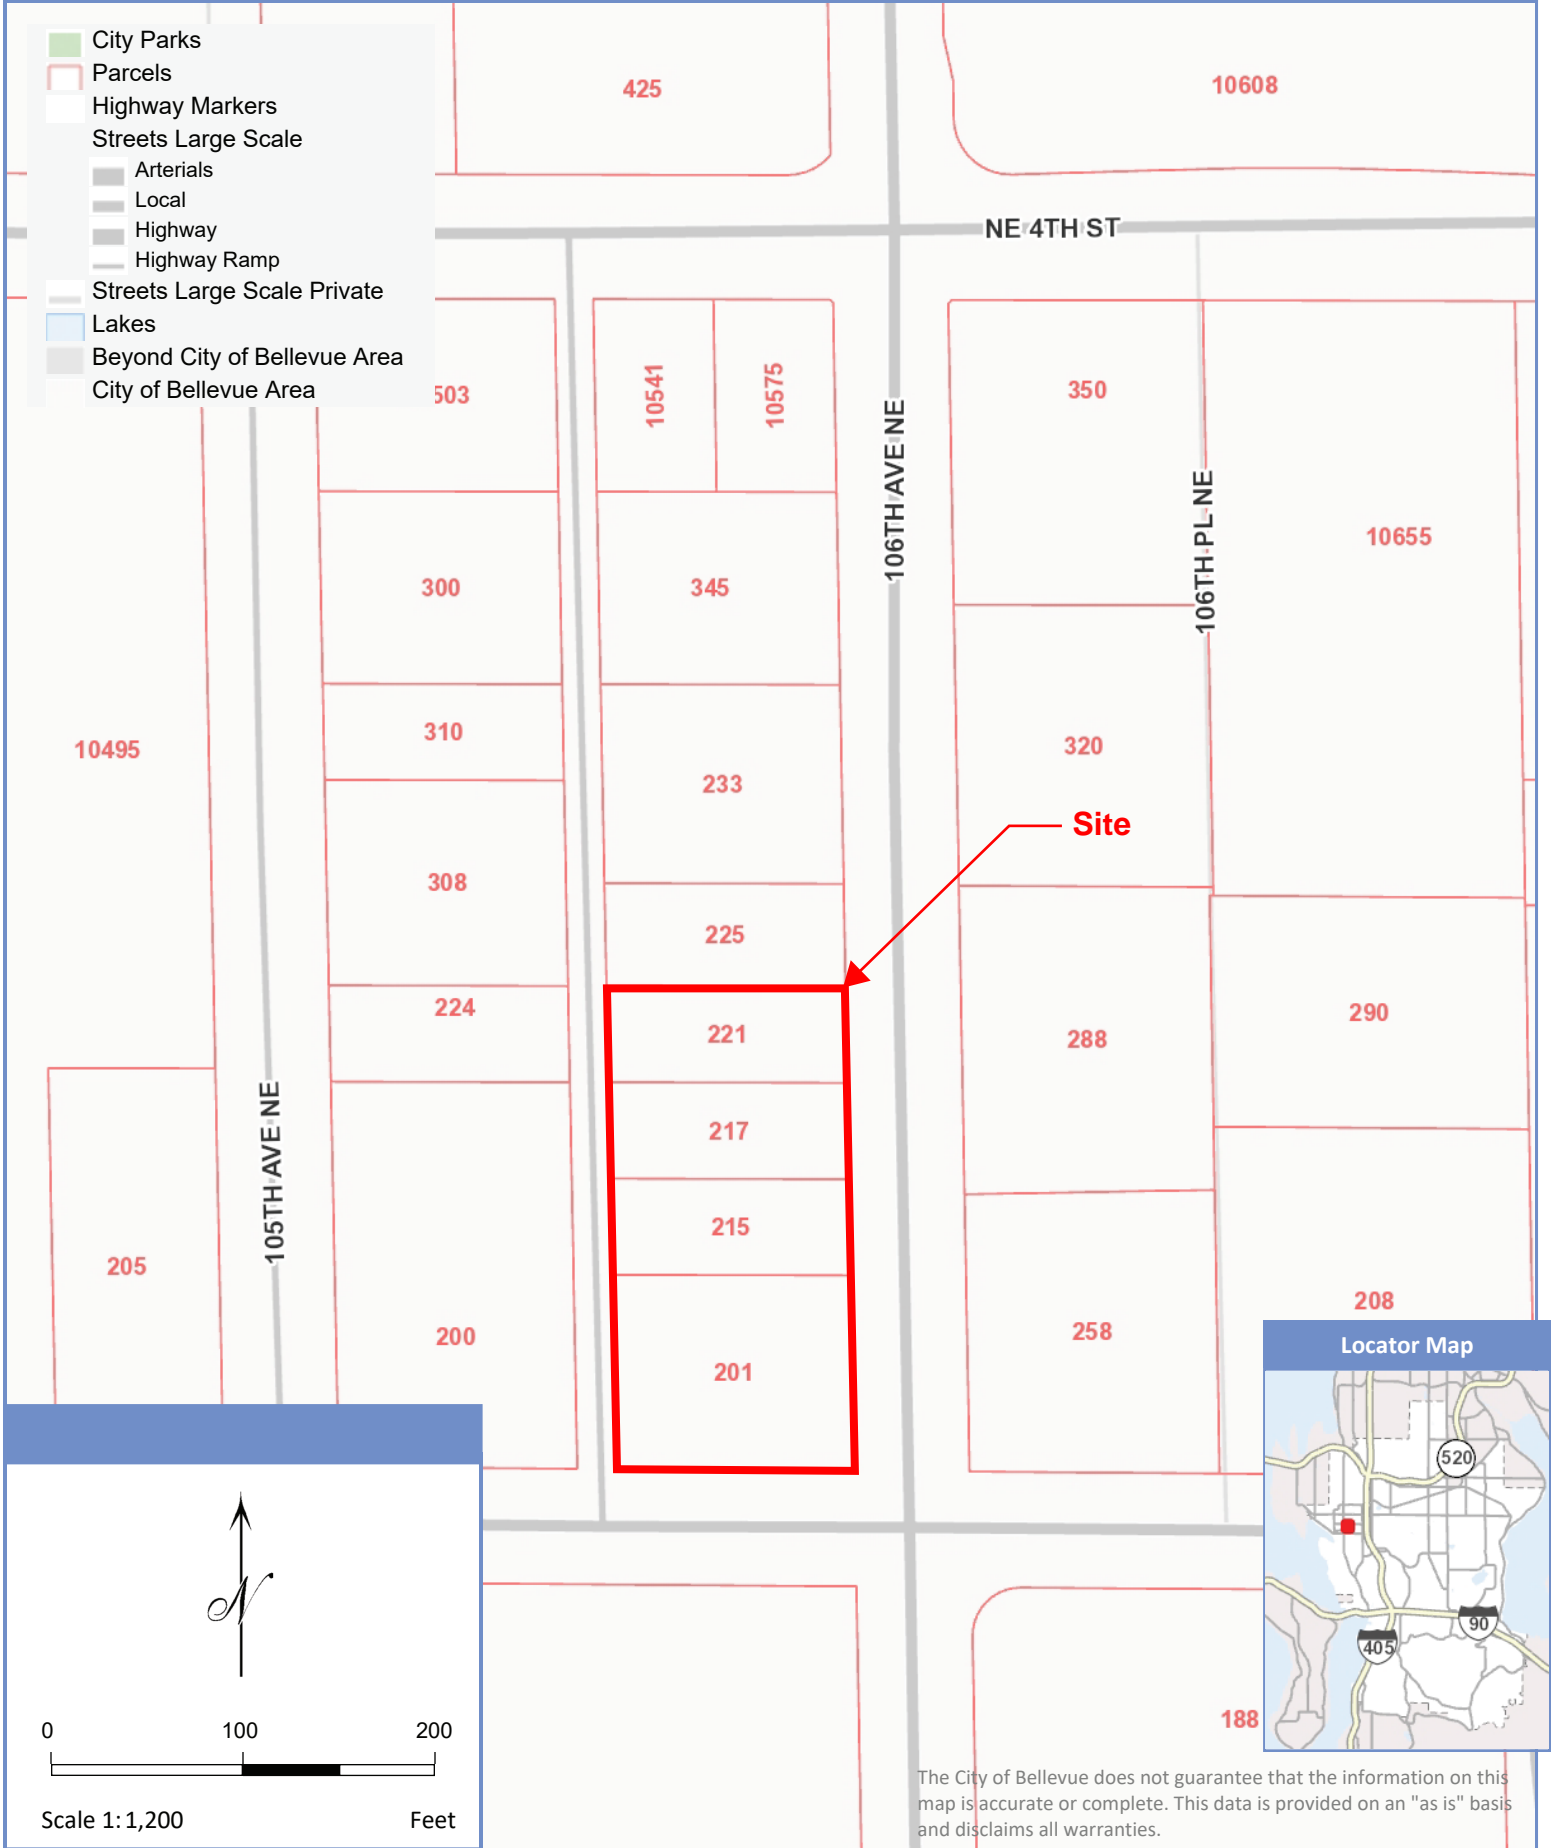 City Parks
Parcels
Highway Markers
Streets Large Scale
Arterials
Local
Highway
Highway Ramp
Streets Large Scale Private
Lakes
Beyond City of Bellevue Area
City of Bellevue Area
425
10608
NE 4TH ST
503
10541
10575
350
106TH AVE NE
106TH PL NE
10655
300
345
310
10495
233
320
Site
308
225
224
221
288
290
217
105TH AVE NE
215
205
200
201
258
208
Locator Map
520
90
405
188
N
0 100 200
Scale 1: 1,200 Feet
The City of Bellevue does not guarantee that the information on this
map is accurate or complete. This data is provided on an "as is" basis
and disclaims all warranties.